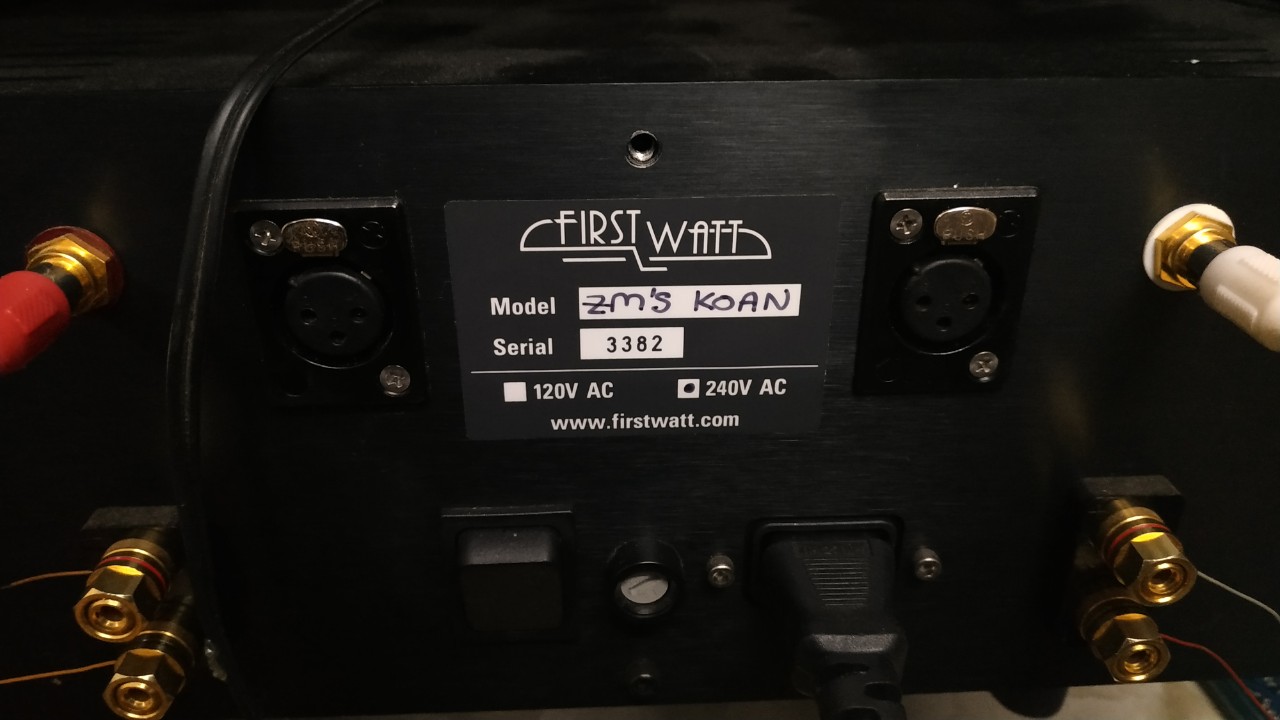 FIRST WATT
Model ZM'S KOAN
Serial 3382
120V AC 240V AC
www.firstwatt.com